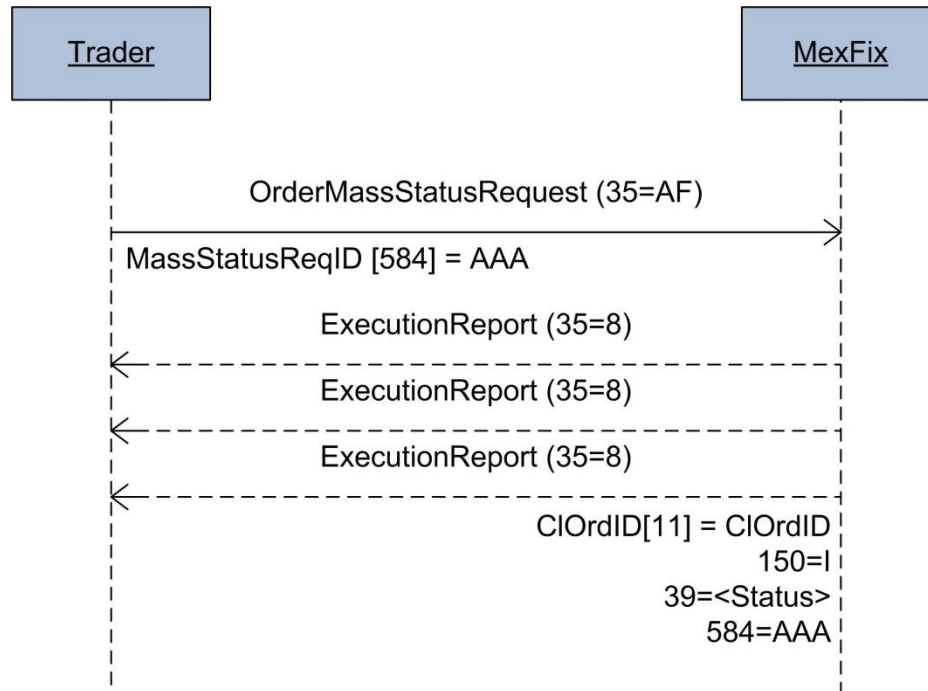 Trader
MexFix
OrderMassStatusRequest (35=AF)
MassStatusReqID [584] = AAA
ExecutionReport (35=8)
ExecutionReport (35=8)
ExecutionReport (35=8)
ClOrdID[11] = ClOrdID
150=I
39=<Status>
584=AAA